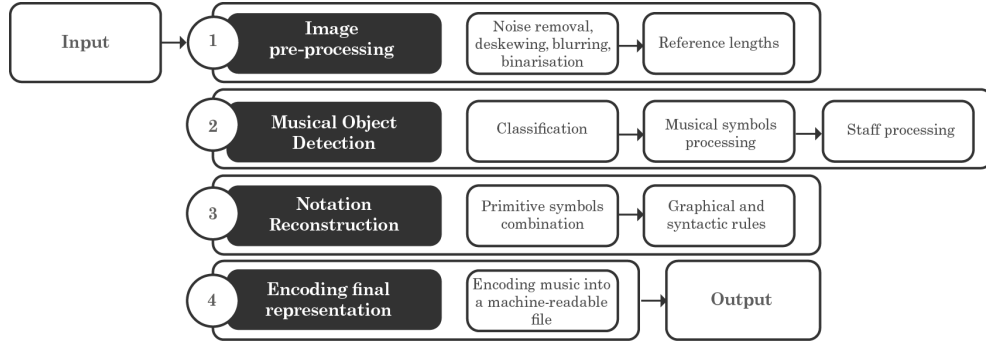 Input
1
Image
pre-processing
Noise removal,
deskewing, blurring,
binarisation
Reference lengths
2
Musical Object
Detection
Classification
Musical symbols
processing
Staff processing
3
Notation
Reconstruction
Primitive symbols
combination
Graphical and
syntactic rules
4
Encoding final
representation
Encoding music into
a machine-readable
file
Output